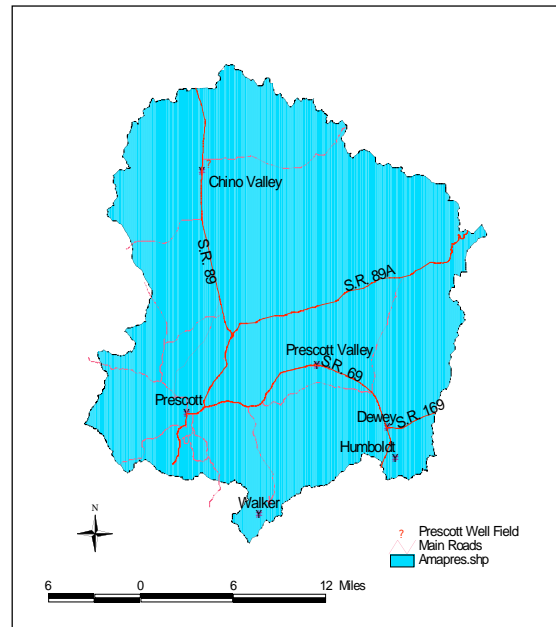 ?
Chino Valley
S.R. 89
S.R. 89A
Prescott Valley
S.R. 69
Prescott
Dewey
S.R. 169
Humboldt
Walker
N
? Prescott Well Field
Main Roads
Amapres.shp
6 0 6 12 Miles